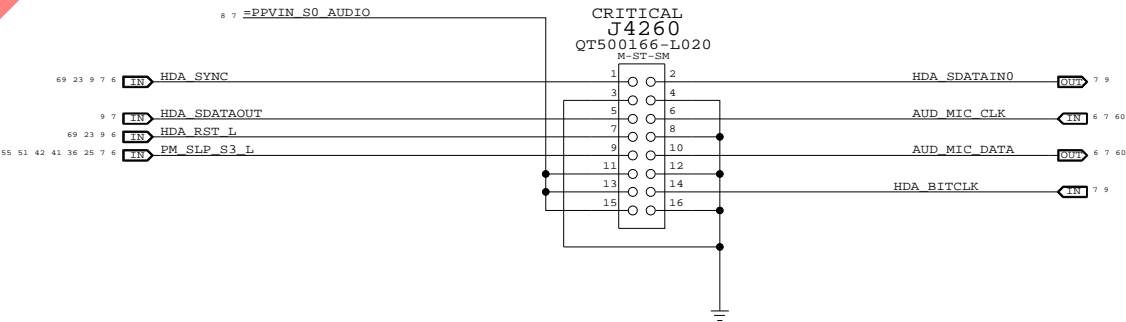 8 7 =PPVIN_S0_AUDIO
CRITICAL
J4260
QT500166-L020
M-ST-SM
69 23 9 7 6 IN HDA_SYNC 1 2 HDA_SDATAIN0 OUT 7 9
3 4
9 7 IN HDA_SDATAOUT 5 6 AUD_MIC_CLK IN 6 7 60
69 23 9 6 IN HDA_RST_L 7 8
55 51 42 41 36 25 7 6 IN PM_SLP_S3_L 9 10 AUD_MIC_DATA OUT 6 7 60
11 12
13 14 HDA_BITCLK IN 7 9
15 16